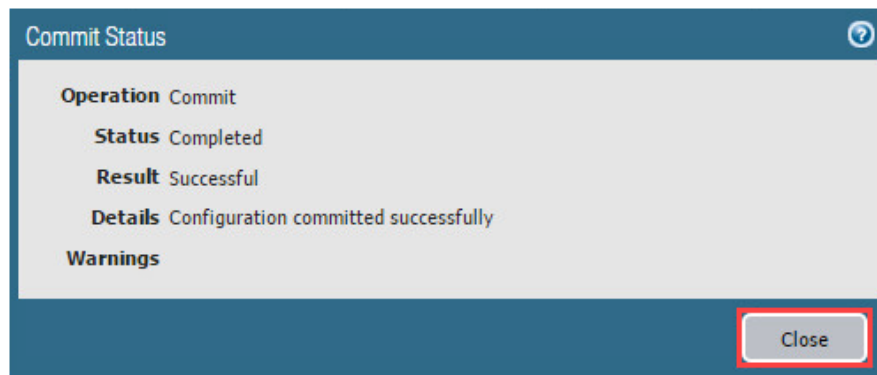 Commit Status
Operation Commit
Status Completed
Result Successful
Details Configuration committed successfully
Warnings
Close